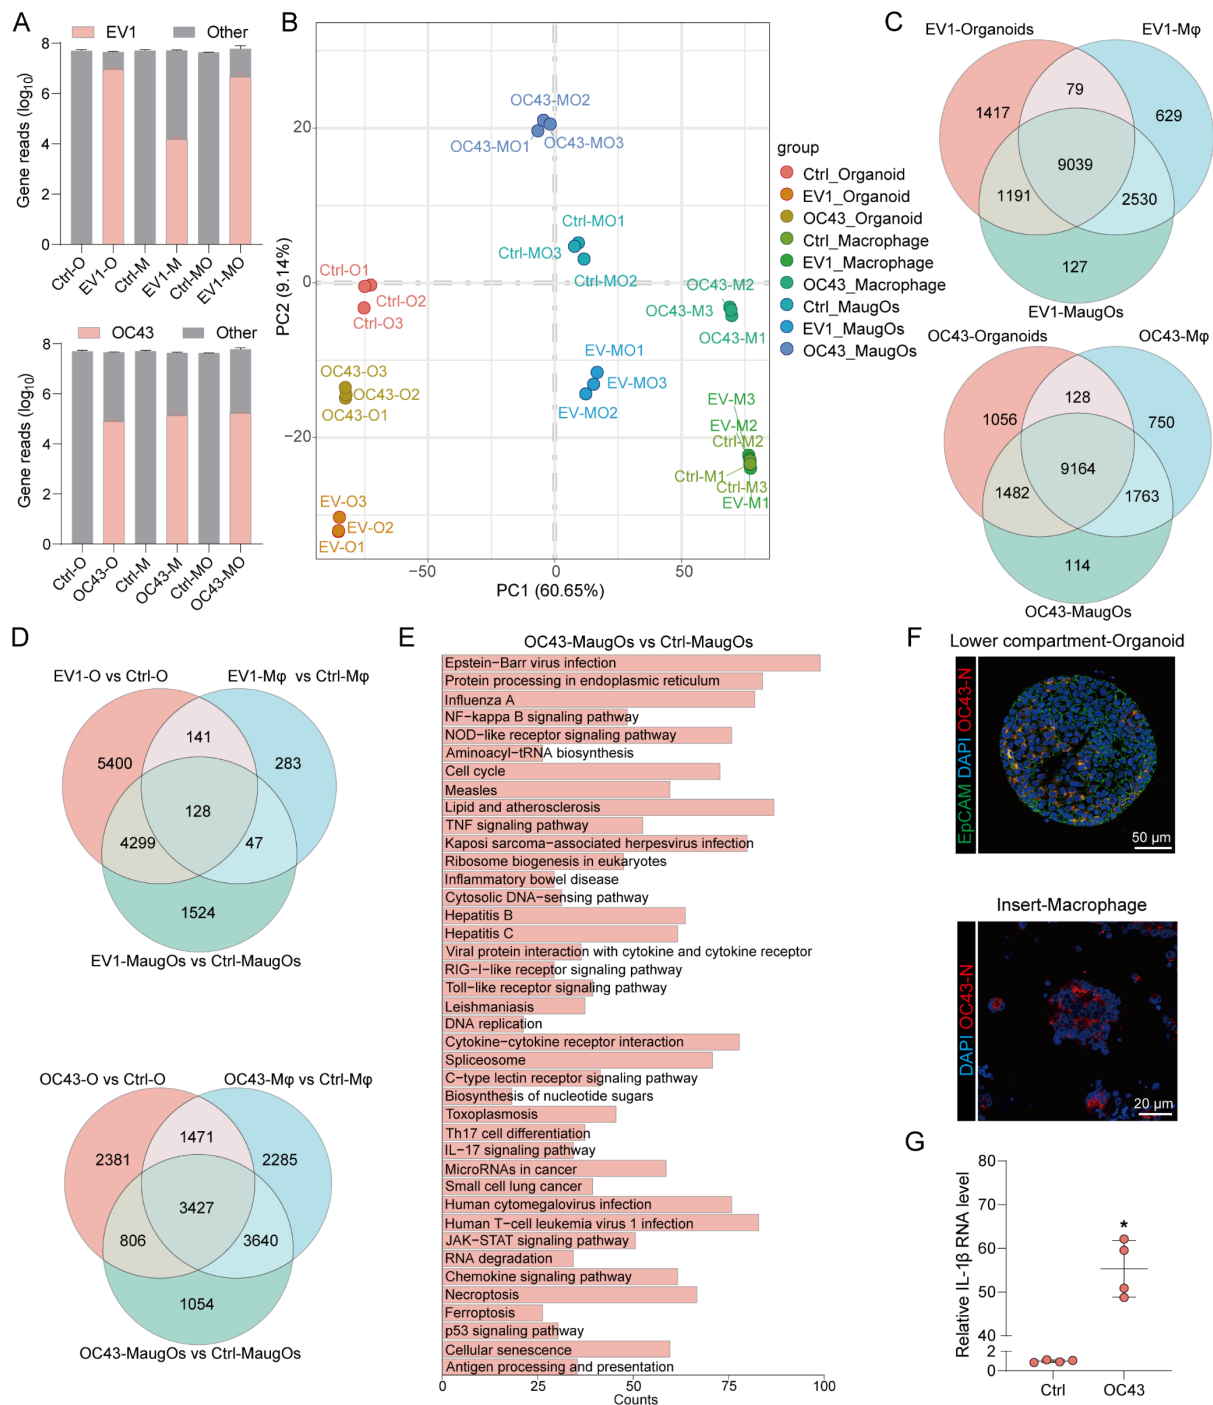 A
EV1 Other
Gene reads (log10)
8
6
4
2
0
Ctrl-O
EV1-O
Ctrl-M
EV1-M
Ctrl-MO
EV1-MO
OC43 Other
Gene reads (log10)
8
6
4
2
0
Ctrl-O
OC43-O
Ctrl-M
OC43-M
Ctrl-MO
OC43-MO
B
PC2 (9.14%)
20
0
−20
OC43-MO2
OC43-MO1
OC43-MO3
Ctrl-MO1
Ctrl-MO3
Ctrl-MO2
Ctrl-O1
Ctrl-O2
Ctrl-O3
OC43-M2
OC43-M3
OC43-M1
OC43-O3
OC43-O2
OC43-O1
EV-MO1
EV-MO3
EV-MO2
EV-M3
EV-M2
Ctrl-M2
Ctrl-M1
Ctrl-M3
EV-M1
EV-O3
EV-O2
EV-O1
−50
0
50
PC1 (60.65%)
group
Ctrl_Organoid
EV1_Organoid
OC43_Organoid
Ctrl_Macrophage
EV1_Macrophage
OC43_Macrophage
Ctrl_MaugOs
EV1_MaugOs
OC43_MaugOs
C
EV1-Organoids
EV1-Mφ
79
1417
629
9039
1191
2530
127
EV1-MaugOs
OC43-Organoids
OC43-Mφ
128
1056
750
9164
1482
1763
114
OC43-MaugOs
D
EV1-O vs Ctrl-O
EV1-Mφ vs Ctrl-Mφ
141
5400
283
128
4299
47
1524
EV1-MaugOs vs Ctrl-MaugOs
OC43-O vs Ctrl-O
OC43-Mφ vs Ctrl-Mφ
1471
2381
2285
3427
806
3640
1054
OC43-MaugOs vs Ctrl-MaugOs
E
OC43-MaugOs vs Ctrl-MaugOs
Epstein−Barr virus infection
Protein processing in endoplasmic reticulum
Influenza A
NF−kappa B signaling pathway
NOD−like receptor signaling pathway
Aminoacyl−tRNA biosynthesis
Cell cycle
Measles
Lipid and atherosclerosis
TNF signaling pathway
Kaposi sarcoma−associated herpesvirus infection
Ribosome biogenesis in eukaryotes
Inflammatory bowel disease
Cytosolic DNA−sensing pathway
Hepatitis B
Hepatitis C
Viral protein interaction with cytokine and cytokine receptor
RIG−I−like receptor signaling pathway
Toll−like receptor signaling pathway
Leishmaniasis
DNA replication
Cytokine−cytokine receptor interaction
Spliceosome
C−type lectin receptor signaling pathway
Biosynthesis of nucleotide sugars
Toxoplasmosis
Th17 cell differentiation
IL−17 signaling pathway
MicroRNAs in cancer
Small cell lung cancer
Human cytomegalovirus infection
Human T−cell leukemia virus 1 infection
JAK−STAT signaling pathway
RNA degradation
Chemokine signaling pathway
Necroptosis
Ferroptosis
p53 signaling pathway
Cellular senescence
Antigen processing and presentation
0
25
50
75
100
Counts
F
Lower compartment-Organoid
EpCAM DAPI OC43-N
50 µm
Insert-Macrophage
DAPI OC43-N
20 µm
G
Relative IL-1β RNA level
80
70
60
50
40
2
0
*
Ctrl
OC43